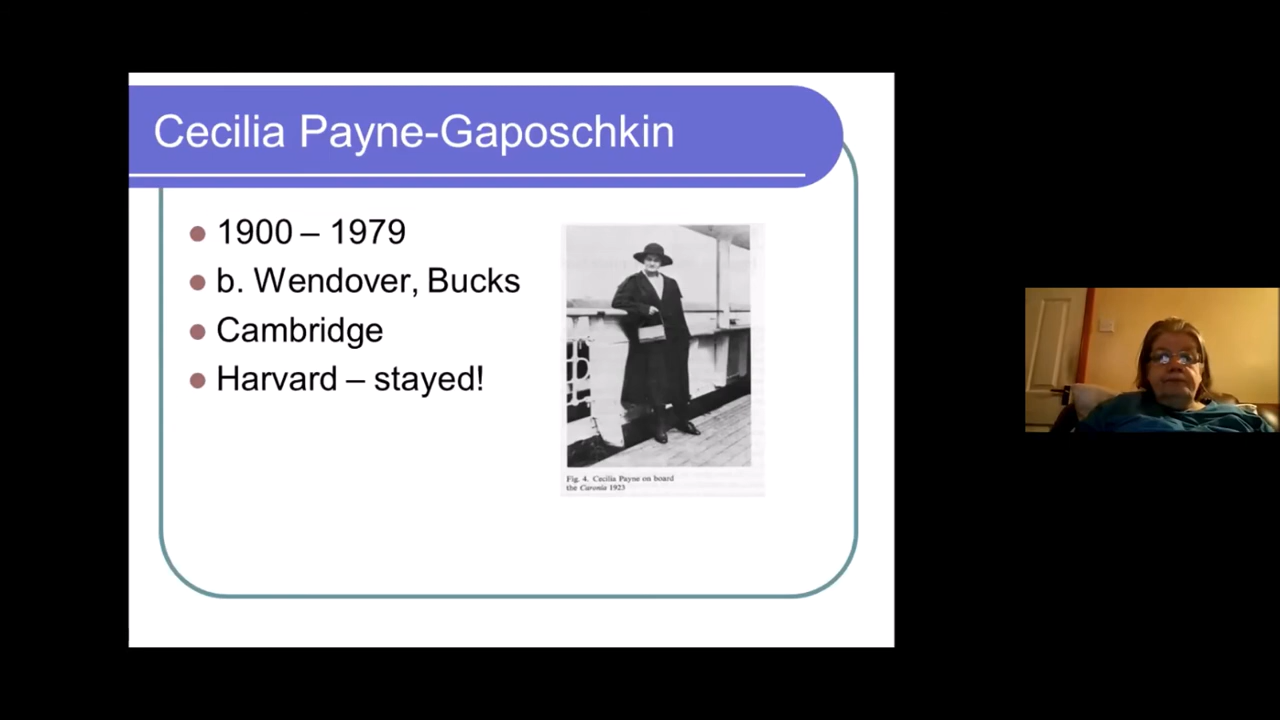 Cecilia Payne-Gaposchkin
1900 – 1979
b. Wendover, Bucks
Cambridge
Harvard – stayed!
Fig. 4. Cecilia Payne on board
the Caronia 1923